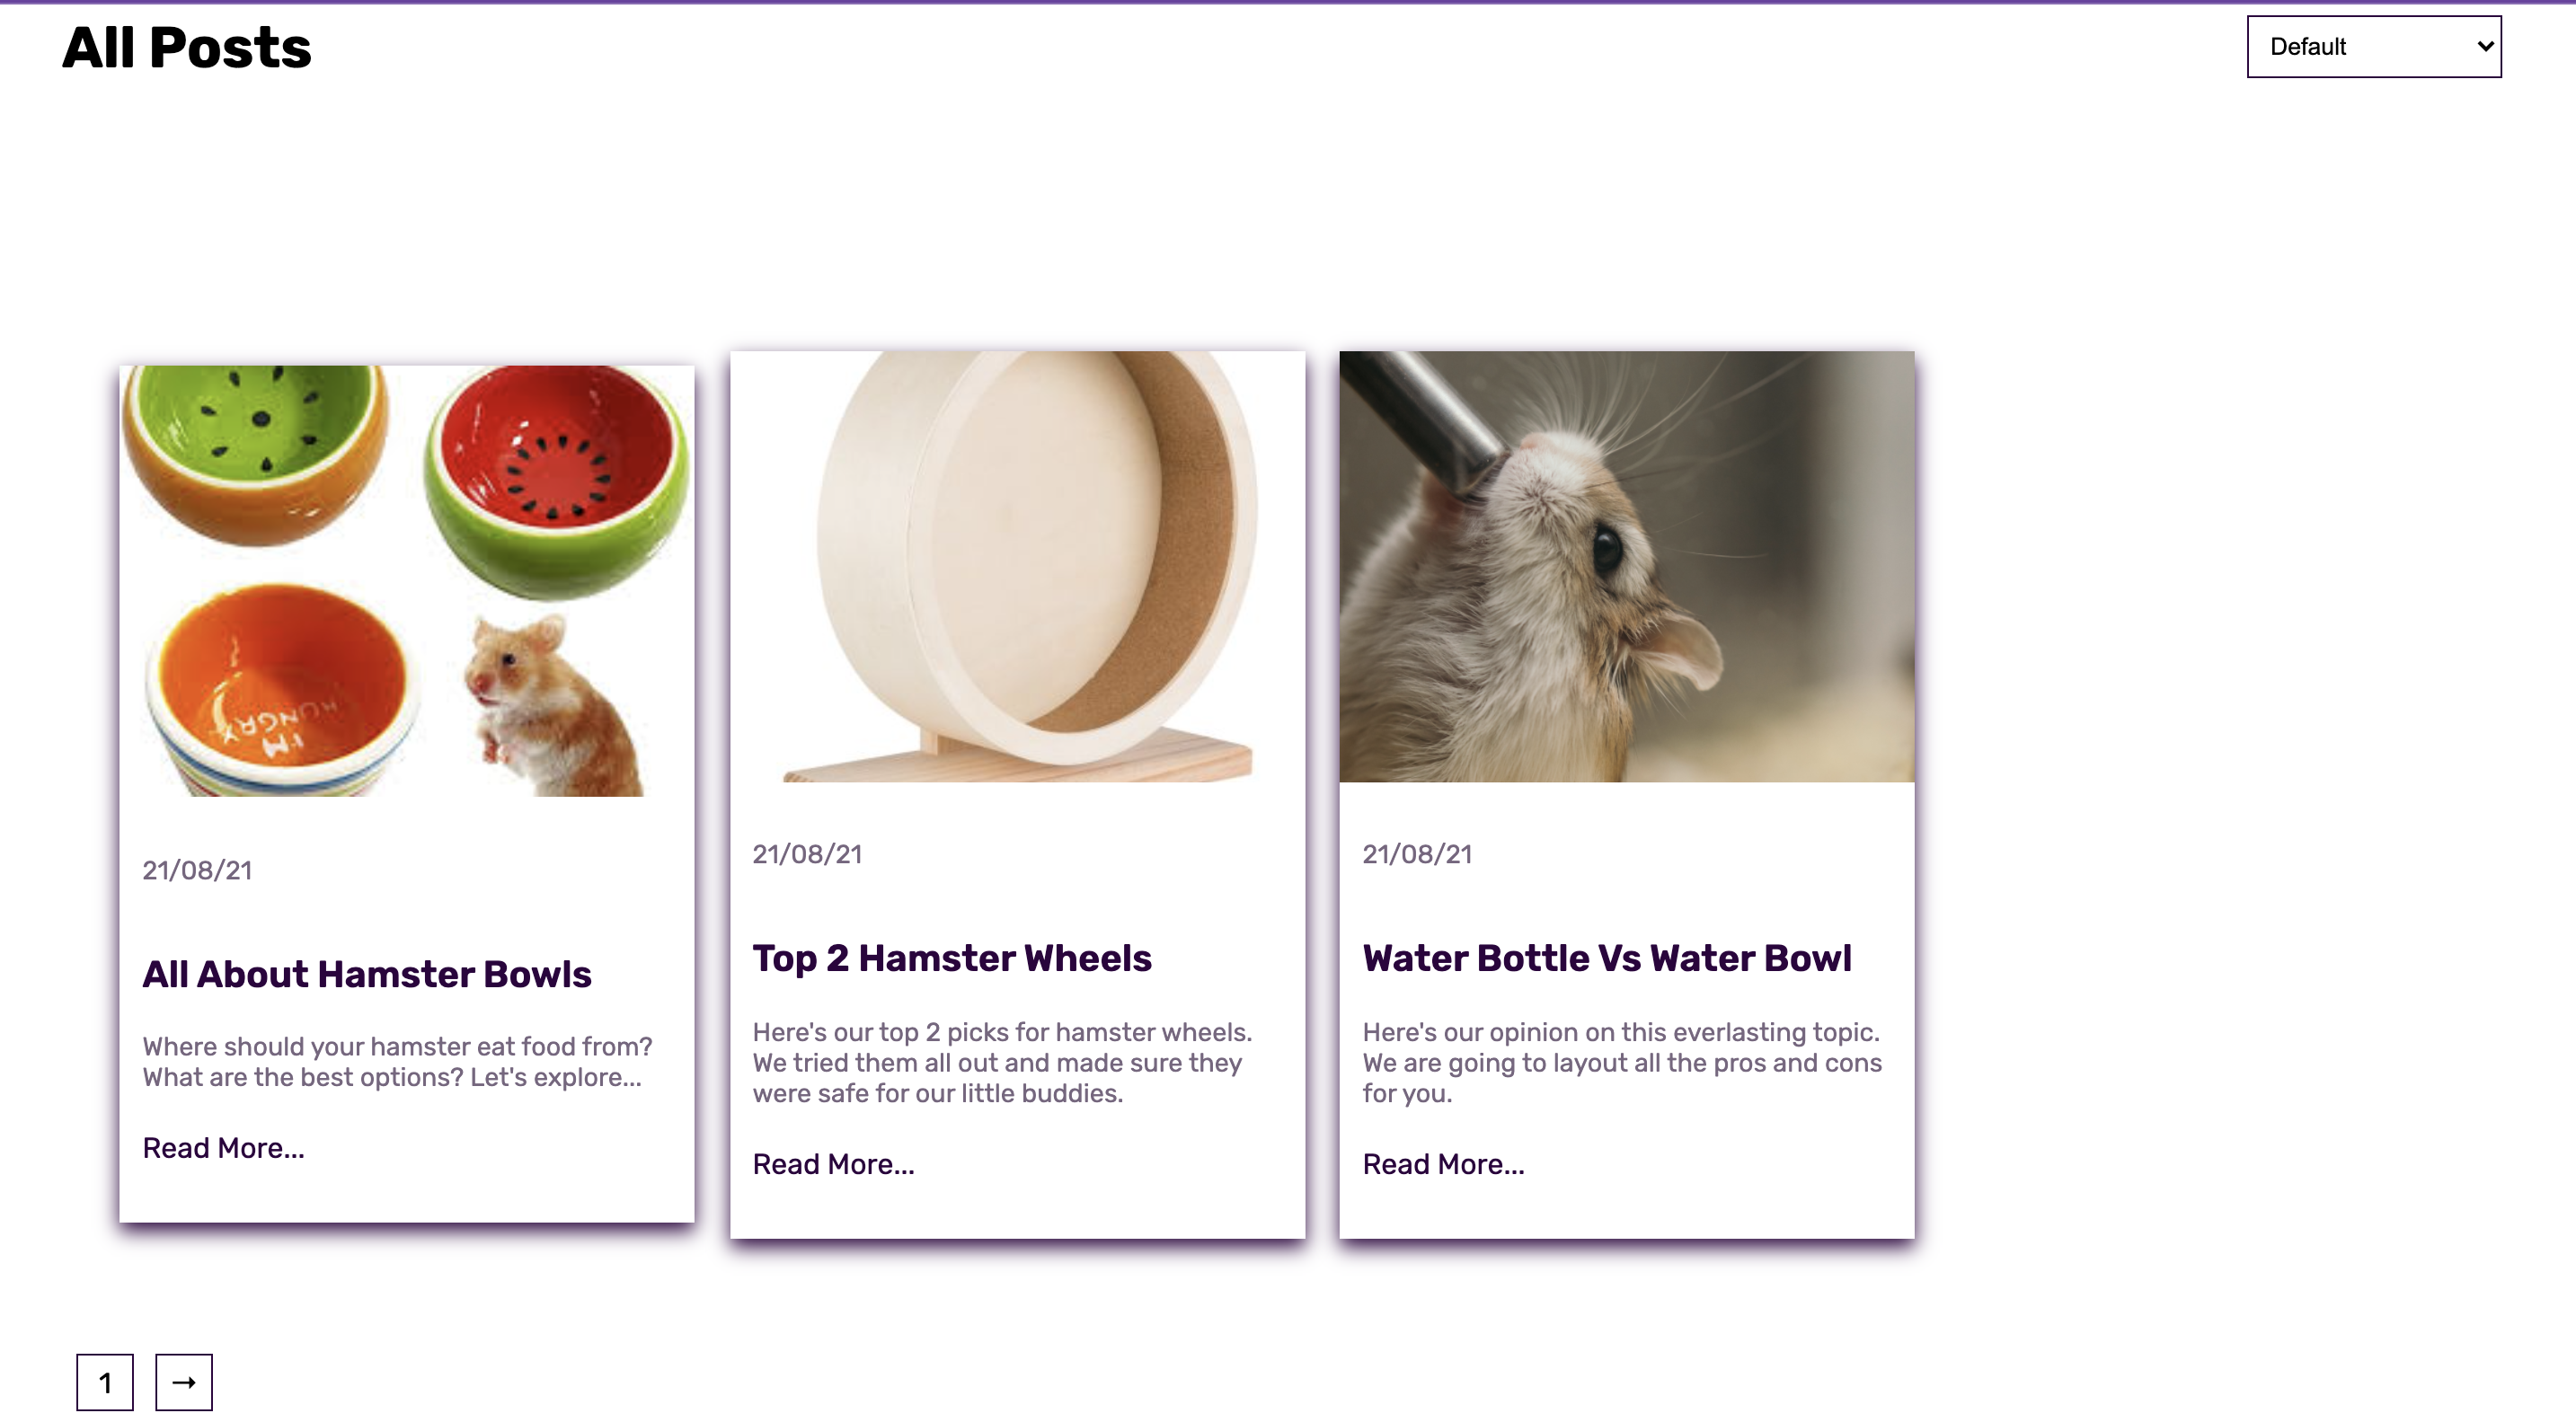 All Posts
Default
I'M
HUNGRY
21/08/21
All About Hamster Bowls
Where should your hamster eat food from?
What are the best options? Let's explore...
Read More...
21/08/21
Top 2 Hamster Wheels
Here's our top 2 picks for hamster wheels.
We tried them all out and made sure they
were safe for our little buddies.
Read More...
21/08/21
Water Bottle Vs Water Bowl
Here's our opinion on this everlasting topic.
We are going to layout all the pros and cons
for you.
Read More...
1 →